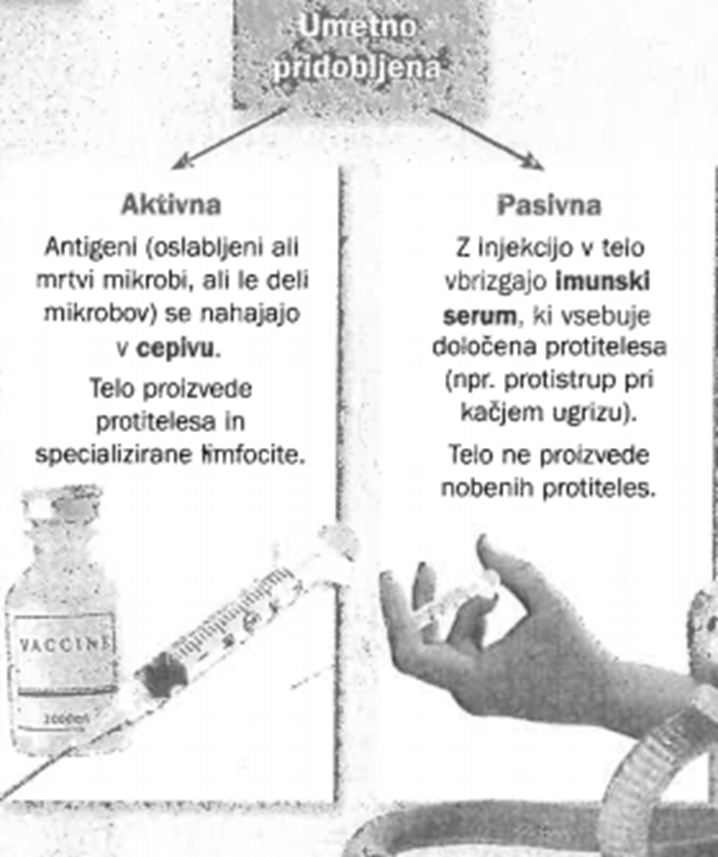 Umetno
pridobljena
Aktivna
Antigeni (oslabljeni ali
mrtvi mikrobi, ali le deli
mikrobov) se nahajajo
v cepivu.
Telo proizvede
protitelesa in
specializirane limfocite.
VACCINE
Pasivna
Z injekcijo v telo
vbrizgajo imunski
serum, ki vsebuje
določena protitelesa
(npr. protistrup pri
kačjem ugrizu).
Telo ne proizvede
nobenih protiteles.